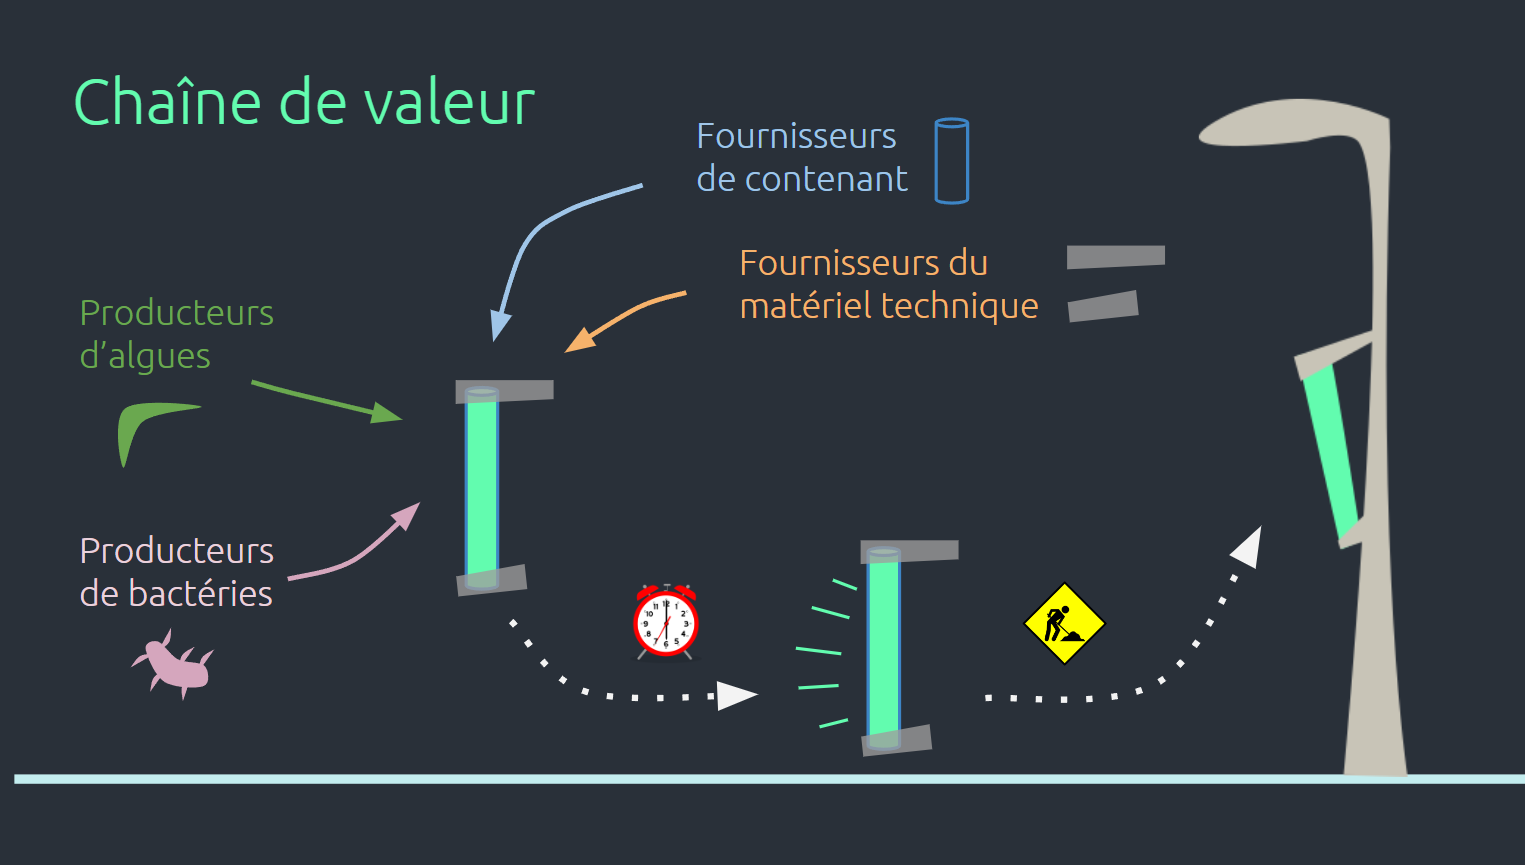 Chaîne de valeur
Fournisseurs
de contenant
Fournisseurs du
matériel technique
Producteurs
d’algues
Producteurs
de bactéries